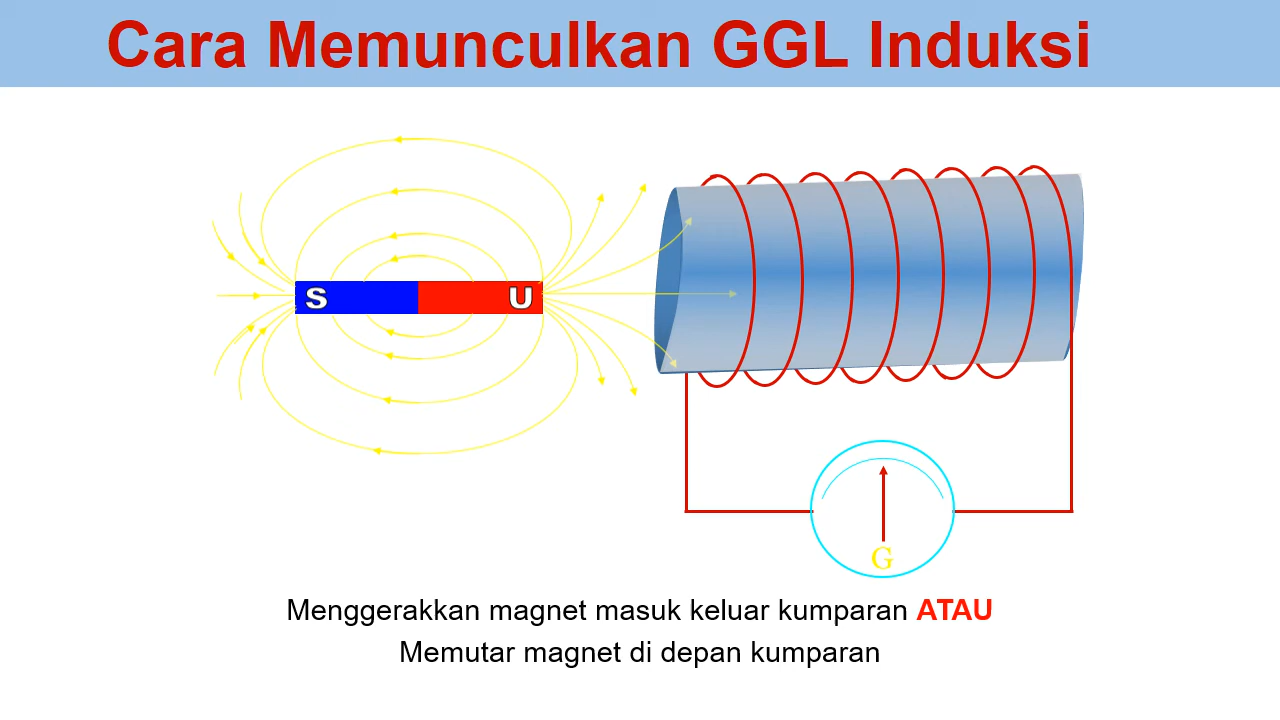 Cara Memunculkan GGL Induksi
S
U
G
Menggerakkan magnet masuk keluar kumparan ATAU
Memutar magnet di depan kumparan